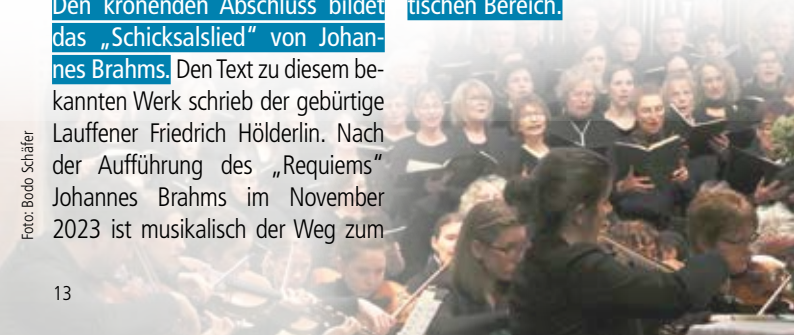 Den krönenden Abschluss bildet
das „Schicksalslied“ von Johan-
nes Brahms. Den Text zu diesem be-
kannten Werk schrieb der gebürtige
Lauffener Friedrich Hölderlin. Nach
der Aufführung des „Requiems“
Johannes Brahms im November
2023 ist musikalisch der Weg zum
tischen Bereich.
Foto: Bodo Schäfer
13